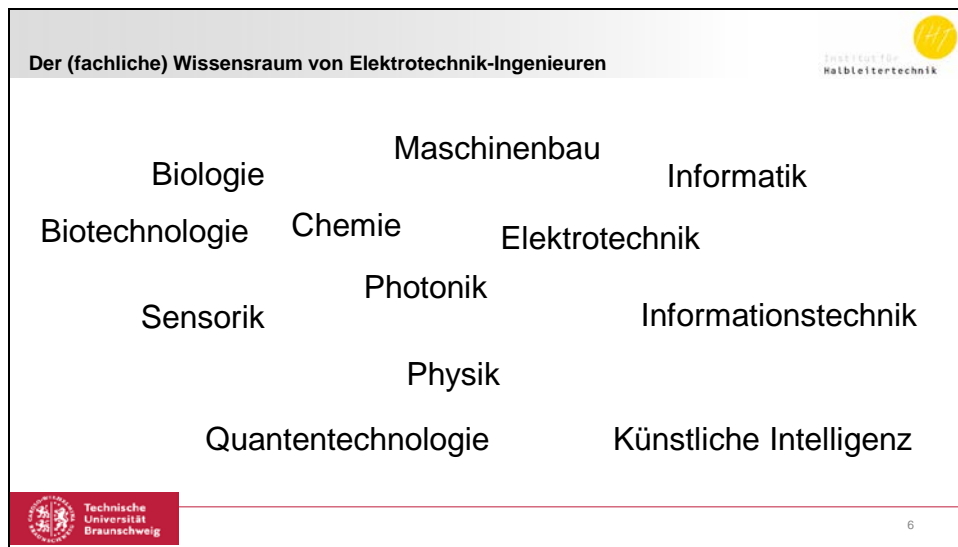 Der (fachliche) Wissensraum von Elektrotechnik-Ingenieuren
IHT
Institut für
Halbleitertechnik
Maschinenbau
Biologie
Informatik
Biotechnologie
Chemie
Elektrotechnik
Photonik
Sensorik
Informationstechnik
Physik
Quantentechnologie
Künstliche Intelligenz
Technische
Universität
Braunschweig
6